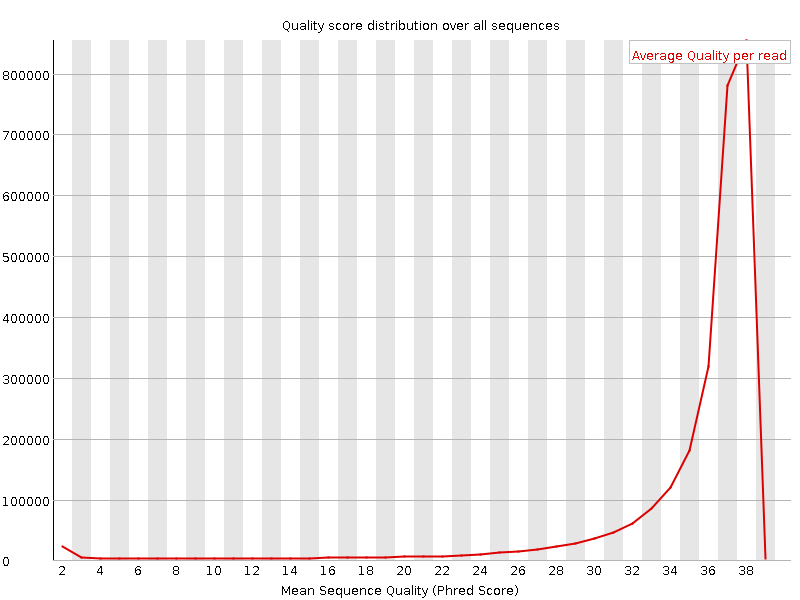 Quality score distribution over all sequences
Average Quality per read
800000
700000
600000
500000
400000
300000
200000
100000
0
2 4 6 8 10 12 14 16 18 20 22 24 26 28 30 32 34 36 38
Mean Sequence Quality (Phred Score)